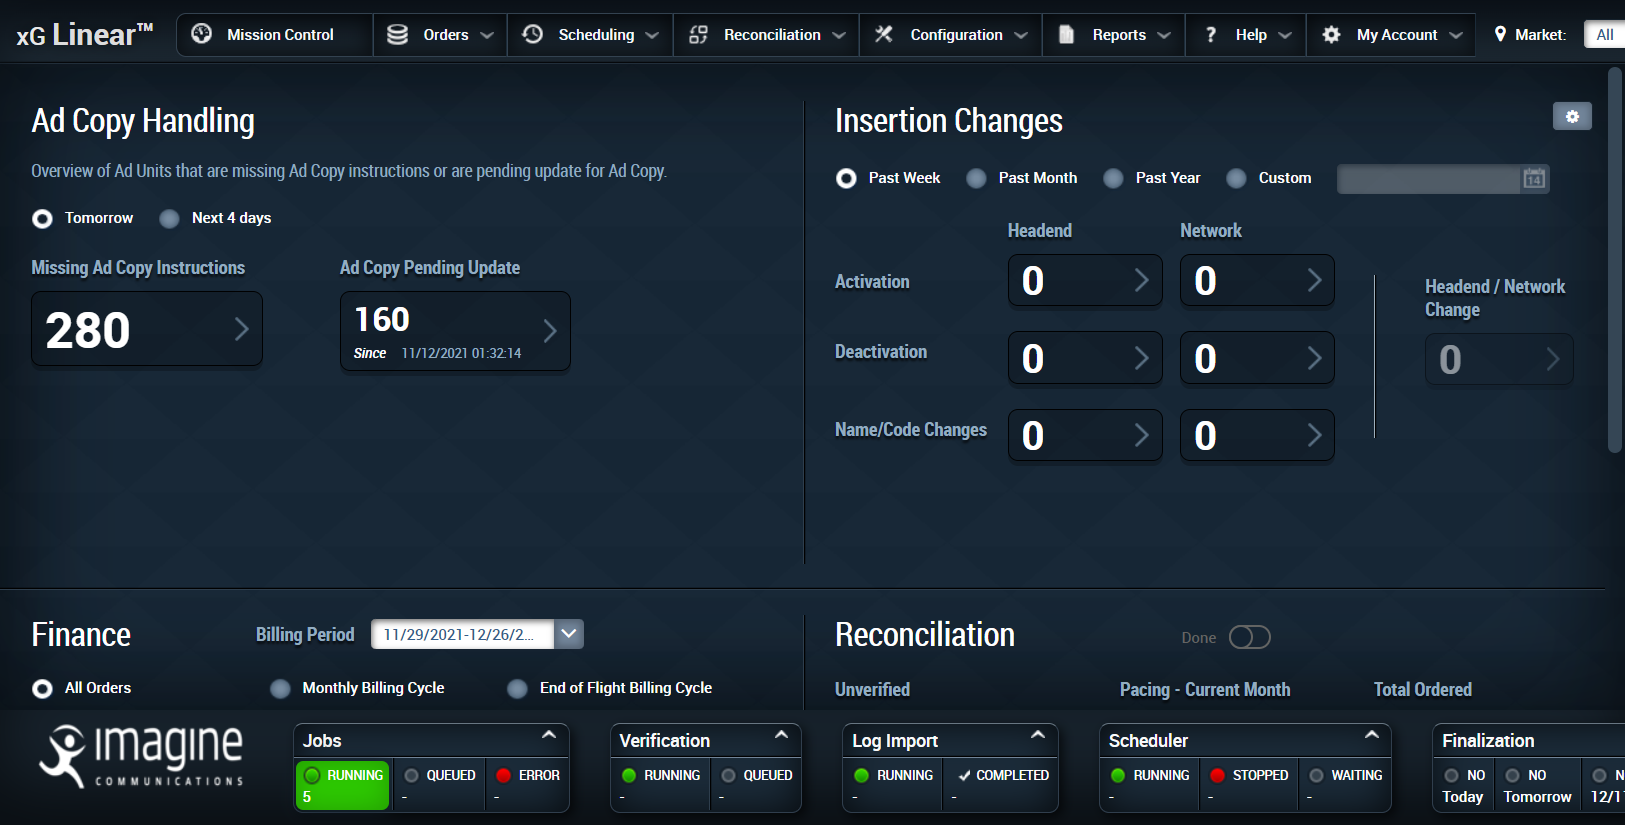 xG Linear™
Mission Control
Orders
Scheduling
Reconciliation
Configuration
Reports
? Help
My Account
Market:
All
Ad Copy Handling
Overview of Ad Units that are missing Ad Copy instructions or are pending update for Ad Copy.
Tomorrow
Next 4 days
Missing Ad Copy Instructions
280
Ad Copy Pending Update
160
Since 11/12/2021 01:32:14
Insertion Changes
Past Week
Past Month
Past Year
Custom
14
Headend
Network
Activation
0
0
Deactivation
0
0
Name/Code Changes
0
0
Headend / Network
Change
0
Finance
Billing Period
11/29/2021-12/26/2...
All Orders
Monthly Billing Cycle
End of Flight Billing Cycle
Reconciliation
Done
Unverified
Pacing - Current Month
Total Ordered
imagine
COMMUNICATIONS
Jobs
RUNNING
5
QUEUED
-
ERROR
-
Verification
RUNNING
-
QUEUED
-
Log Import
RUNNING
-
COMPLETED
-
Scheduler
RUNNING
-
STOPPED
-
WAITING
-
Finalization
NO
Today
NO
Tomorrow